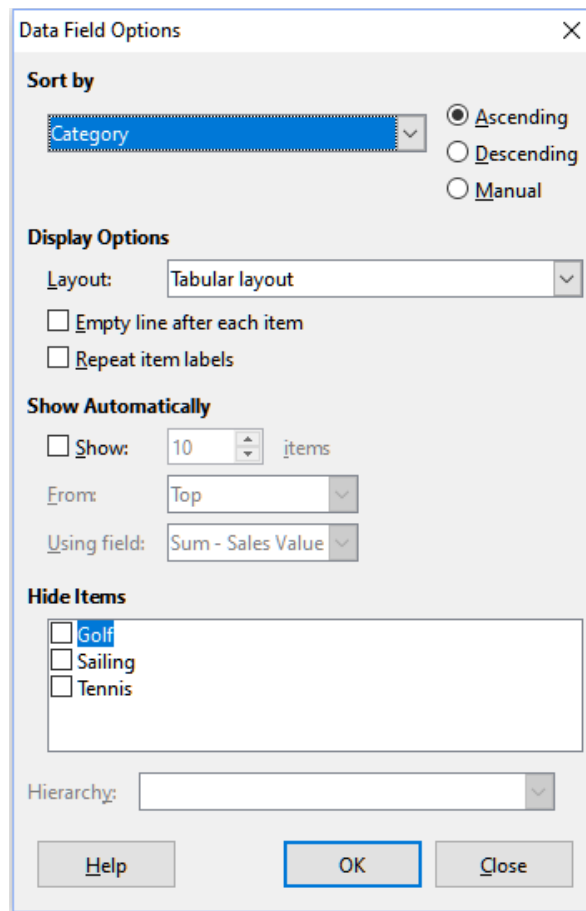 Data Field Options
Sort by
Category
Ascending
Descending
Manual
Display Options
Layout: Tabular layout
Empty line after each item
Repeat item labels
Show Automatically
Show: 10 items
From: Top
Using field: Sum - Sales Value
Hide Items
Golf
Sailing
Tennis
Hierarchy:
Help OK Close